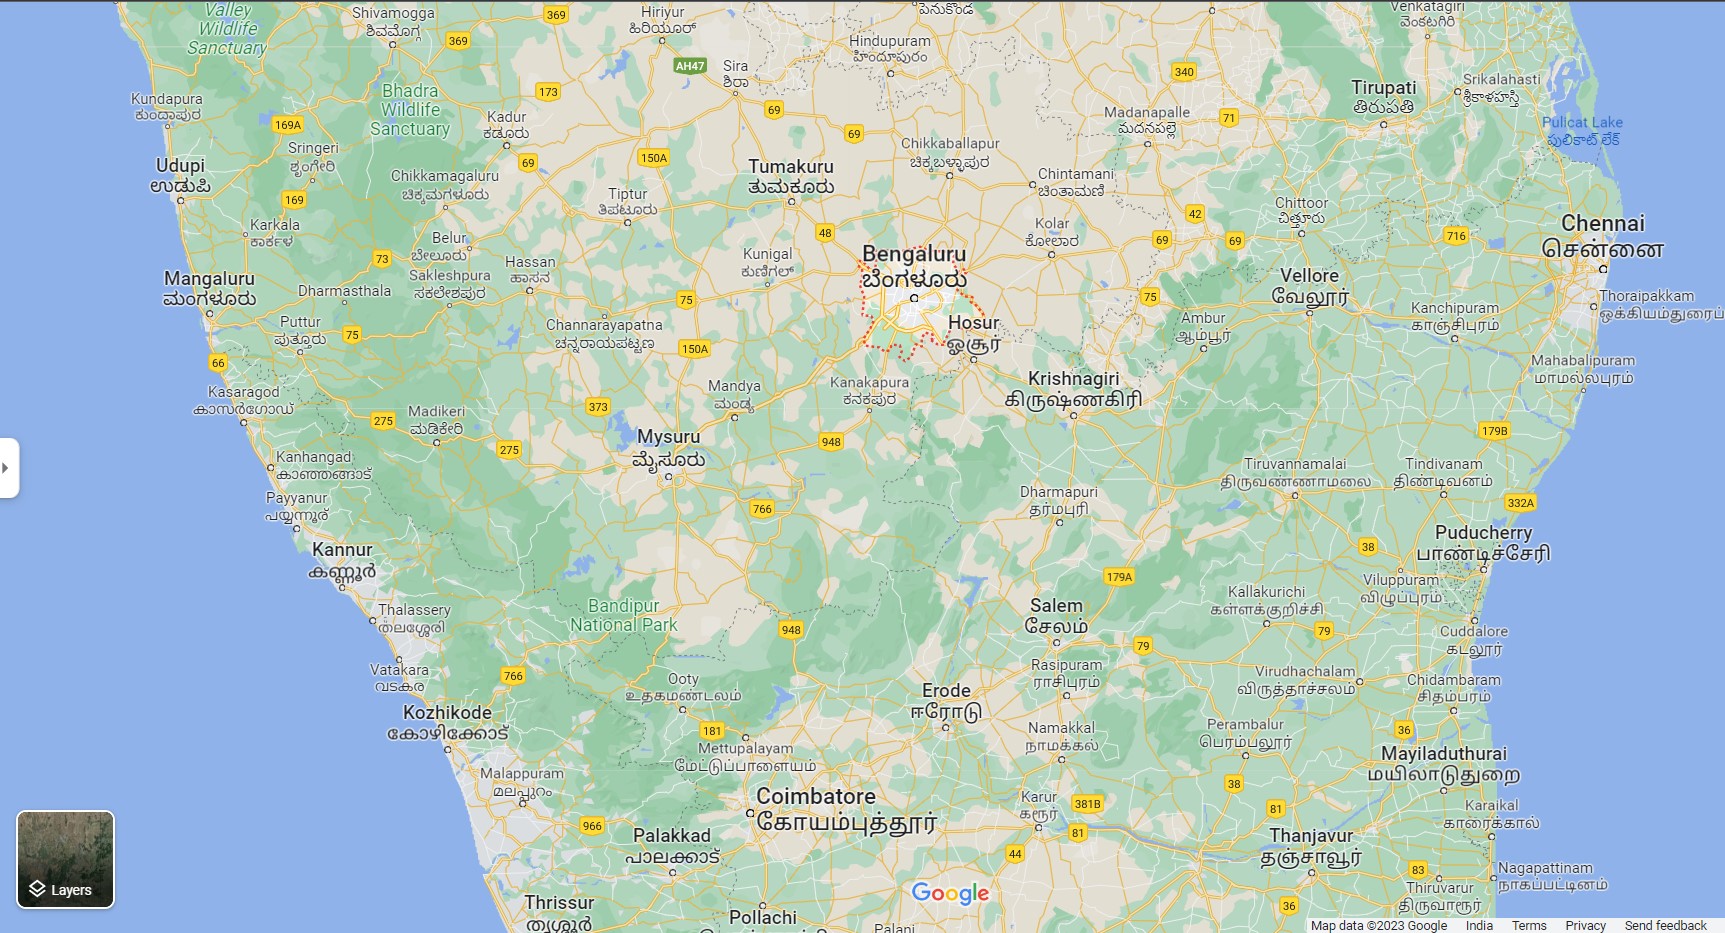 Valley
Wildlife
Sanctuary
Shivamogga
ಶಿವಮೊಗ್ಗ
369
369
Hiriyur
ಹಿರಿಯೂರ್
పెనుకొండ
Venkatagiri
వెంకటగిరి
Hindupuram
హిందూపురం
AH47
Sira
ಶಿರಾ
340
Tirupati
తిరుపతి
Srikalahasti
శ్రీకాళహస్తి
Bhadra
Wildlife
Sanctuary
173
69
Kundapura
ಕುಂದಾಪುರ
169A
Kadur
ಕಡೂರು
69
Madanapalle
మదనపల్లె
71
Pulicat Lake
పులికాట్ లేక్
Sringeri
ಶೃಂಗೇರಿ
69
150A
Chikkaballapur
ಚಿಕ್ಕಬಳ್ಳಾಪುರ
Udupi
ಉಡುಪಿ
Chikkamagaluru
ಚಿಕ್ಕಮಗಳೂರು
Tumakuru
ತುಮಕೂರು
Chintamani
ಚಿಂತಾಮಣಿ
169
Tiptur
ತಿಪಟೂರು
Chittoor
చిత్తూరు
42
Karkala
ಕಾರ್ಕಳ
Belur
ಬೇಲೂರು
48
Kolar
ಕೋಲಾರ
69
69
716
Chennai
சென்னை
73
Hassan
ಹಾಸನ
Kunigal
ಕುಣಿಗಲ್
Bengaluru
ಬೆಂಗಳೂರು
Mangaluru
ಮಂಗಳೂರು
Sakleshpura
ಸಕಲೇಶಪುರ
Dharmasthala
75
75
Vellore
வேலூர்
Thoraipakkam
ஒக்கியம்துரைப்
Puttur
ಪುತ್ತೂರು
75
Channarayapatna
ಚನ್ನರಾಯಪಟ್ಟಣ
150A
Hosur
ஓசூர்
Ambur
ஆம்பூர்
Kanchipuram
காஞ்சிபுரம்
66
Mahabalipuram
மாமல்லபுரம்
Kasaragod
കാസർഗോഡ്
Mandya
ಮಂಡ್ಯ
Kanakapura
ಕನಕಪುರ
Krishnagiri
கிருஷ்ணகிரி
275
Madikeri
ಮಡಿಕೇರಿ
373
275
Mysuru
ಮೈಸೂರು
948
179B
Kanhangad
കാഞ്ഞങ്ങാട്
Tiruvannamalai
திருவண்ணாமலை
Tindivanam
திண்டிவனம்
Payyanur
പയ്യന്നൂര്
766
Dharmapuri
தர்மபுரி
332A
Kannur
കണ്ണൂർ
38
Puducherry
பாண்டிச்சேரி
179A
Viluppuram
விழுப்புரம்
Thalassery
തലശ്ശേരി
Bandipur
National Park
948
Salem
சேலம்
Kallakurichi
கள்ளக்குறிச்சி
79
79
Cuddalore
கடலூர்
Vatakara
വടകര
766
Ooty
உதகமண்டலம்
Rasipuram
ராசிபுரம்
Virudhachalam
விருத்தாச்சலம்
Chidambaram
சிதம்பரம்
Kozhikode
കോഴിക്കോട്
181
Erode
ஈரோடு
Namakkal
நாமக்கல்
Perambalur
பெரம்பலூர்
36
Mettupalayam
மேட்டுப்பாளையம்
Mayiladuthurai
மயிலாடுதுறை
Malappuram
മലപ്പുറം
38
Coimbatore
கோயம்புத்தூர்
Karur
கரூர்
381B
81
81
Karaikal
காரைக்கால்
966
Palakkad
പാലക്കാട്
44
Thanjavur
தஞ்சாவூர்
83
Nagapattinam
நாகப்பட்டினம்
Thiruvarur
திருவாரூர்
36
Layers
Google
Thrissur
തൃശ്ശൂർ
Pollachi
Palani
Map data ©2023 Google
India
Terms
Privacy
Send feedback